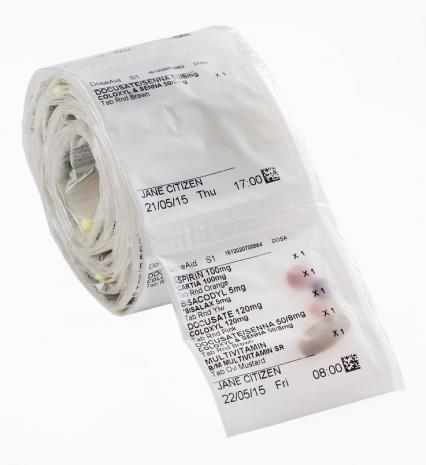 DoseAid S1 1612020700863 DOSA
DOCUSATE/SENNA 50/8mg X 1
COLOXYL & SENNA 50/8mg
Tab Rnd Brown
JANE CITIZEN
21/05/15 Thu 17:00
DoseAid S1 1612020700864 DOSA
ASPIRIN 100mg X 1
CARTIA 100mg
Tab Rnd Orange
BISACODYL 5mg X 1
BISALAX 5mg
Tab Rnd Ylw
DOCUSATE 120mg X 1
COLOXYL 120mg
Tab Rnd Pink
DOCUSATE/SENNA 50/8mg X 1
COLOXYL & SENNA 50/8mg
Tab Rnd Brown
MULTIVITAMIN X 1
B/M MULTIVITAMIN SR
Tab Ovl Mustard
JANE CITIZEN
22/05/15 Fri 08:00